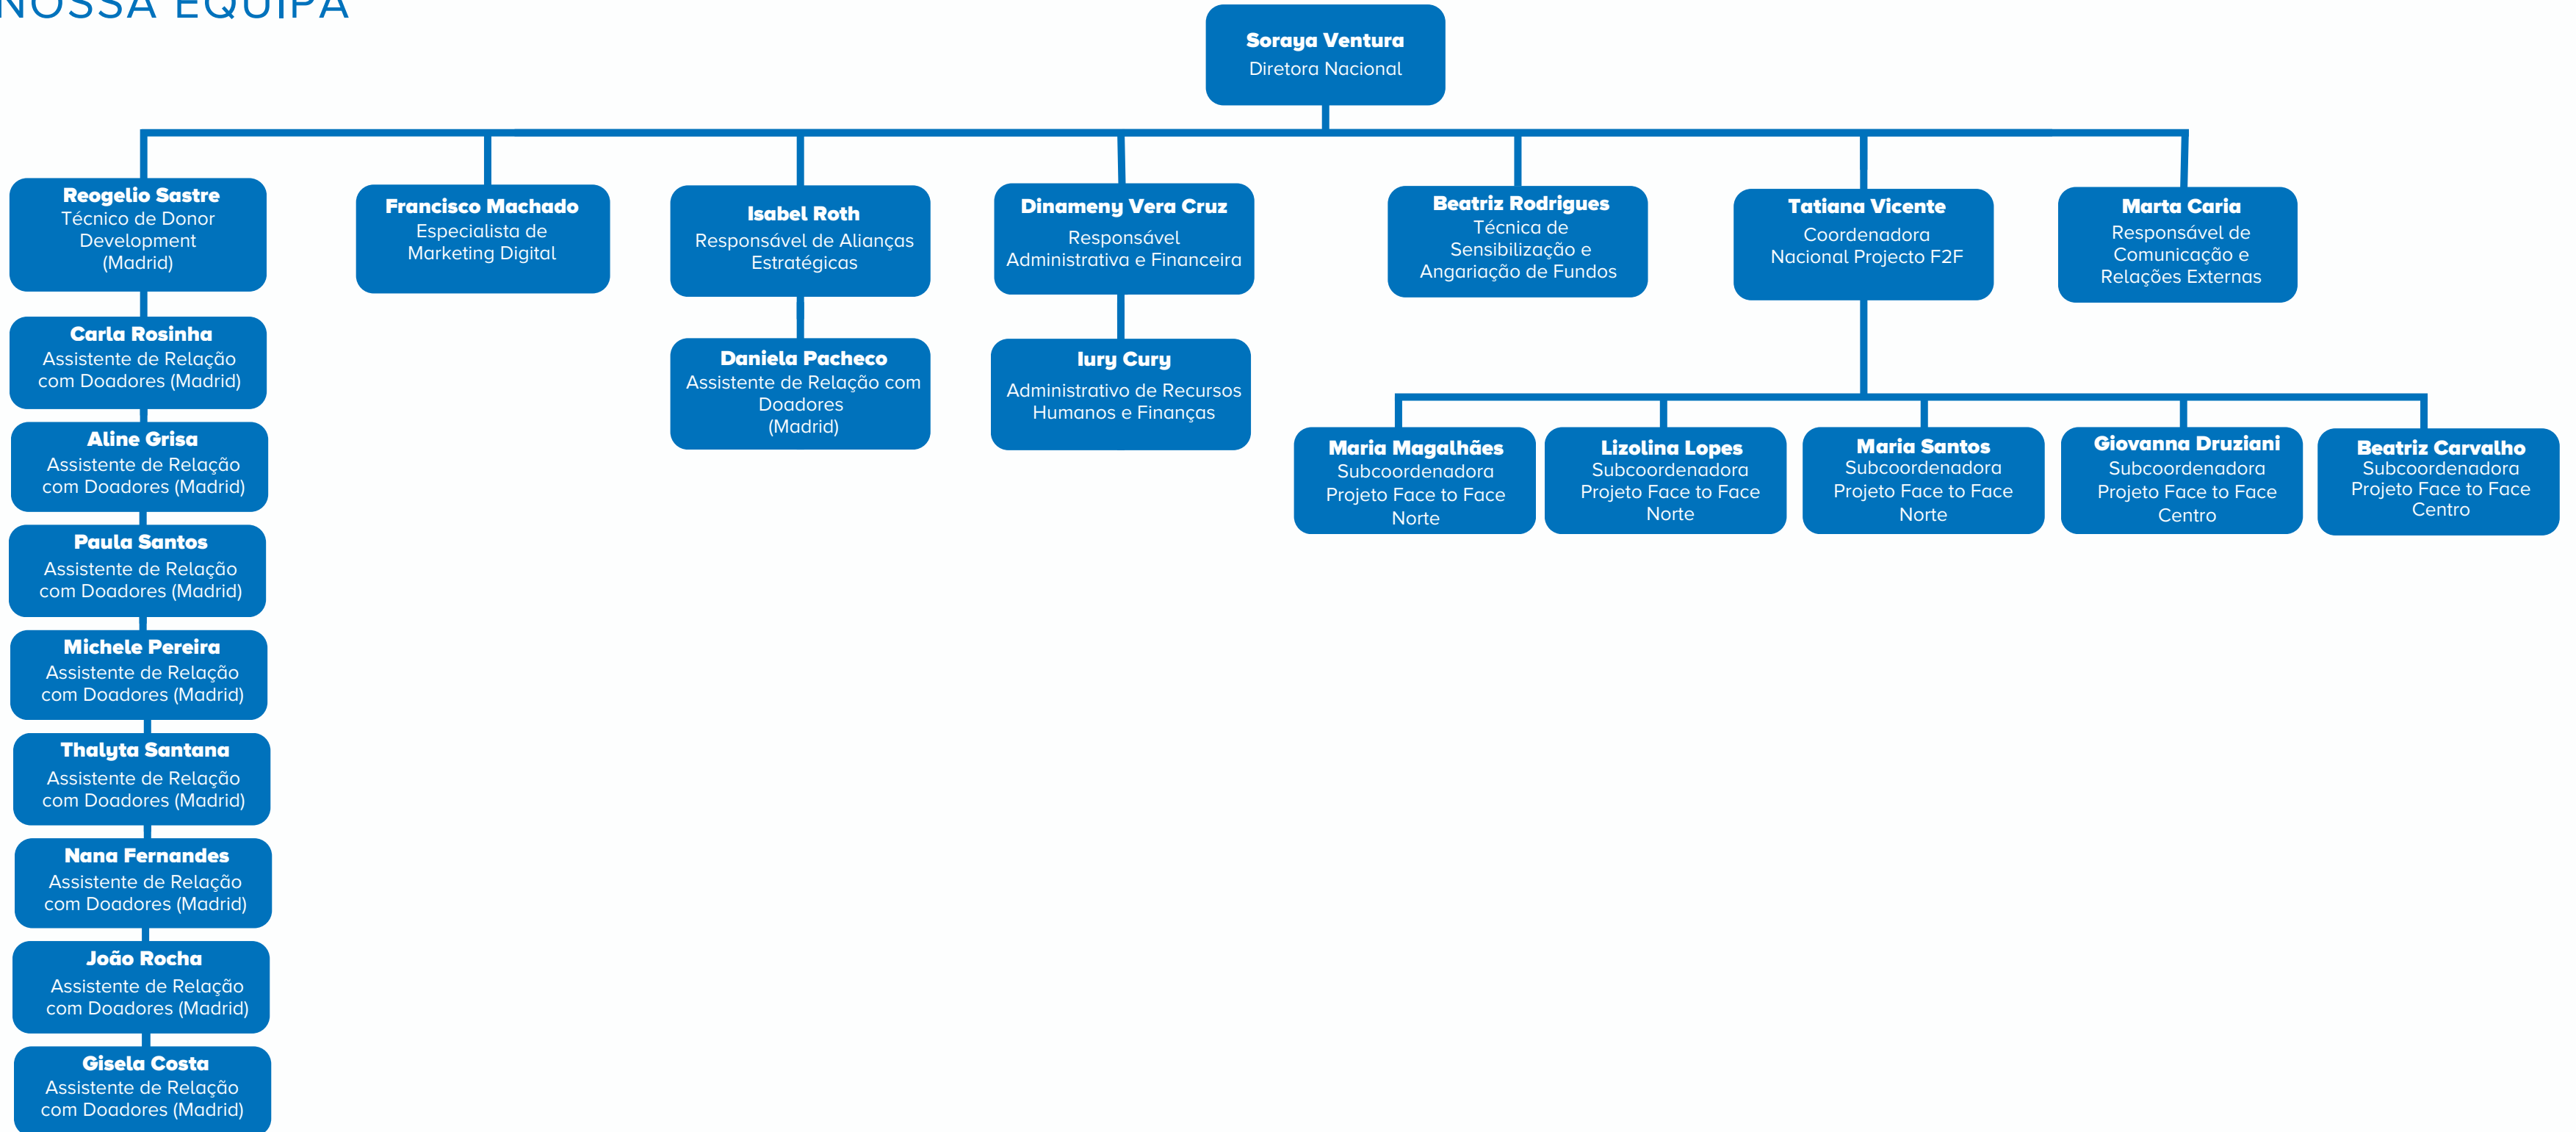 NOSSA EQUIPA
Soraya Ventura
Diretora Nacional
Reogelio Sastre
Técnico de Donor
Development
(Madrid)
Francisco Machado
Especialista de
Marketing Digital
Isabel Roth
Responsável de Alianças
Estratégicas
Dinameny Vera Cruz
Responsável
Administrativa e Financeira
Beatriz Rodrigues
Técnica de
Sensibilização e
Angariação de Fundos
Tatiana Vicente
Coordenadora
Nacional Projecto F2F
Marta Caria
Responsável de
Comunicação e
Relações Externas
Carla Rosinha
Assistente de Relação
com Doadores (Madrid)
Daniela Pacheco
Assistente de Relação com
Doadores
(Madrid)
Iury Cury
Administrativo de Recursos
Humanos e Finanças
Maria Magalhães
Subcoordenadora
Projeto Face to Face
Norte
Lizolina Lopes
Subcoordenadora
Projeto Face to Face
Norte
Maria Santos
Subcoordenadora
Projeto Face to Face
Norte
Giovanna Druziani
Subcoordenadora
Projeto Face to Face
Centro
Beatriz Carvalho
Subcoordenadora
Projeto Face to Face
Centro
Aline Grisa
Assistente de Relação
com Doadores (Madrid)
Paula Santos
Assistente de Relação
com Doadores (Madrid)
Michele Pereira
Assistente de Relação
com Doadores (Madrid)
Thalyta Santana
Assistente de Relação
com Doadores (Madrid)
Nana Fernandes
Assistente de Relação
com Doadores (Madrid)
João Rocha
Assistente de Relação
com Doadores (Madrid)
Gisela Costa
Assistente de Relação
com Doadores (Madrid)